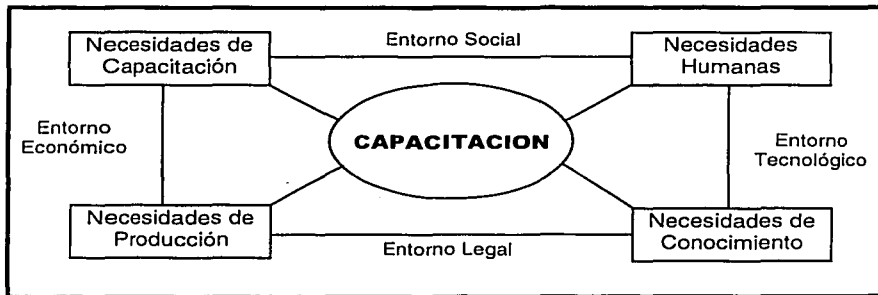 Necesidades de
Capacitación
Entorno Social
Necesidades
Humanas
Entorno
Económico
CAPACITACION
Entorno
Tecnológico
Necesidades de
Producción
Entorno Legal
Necesidades de
Conocimiento